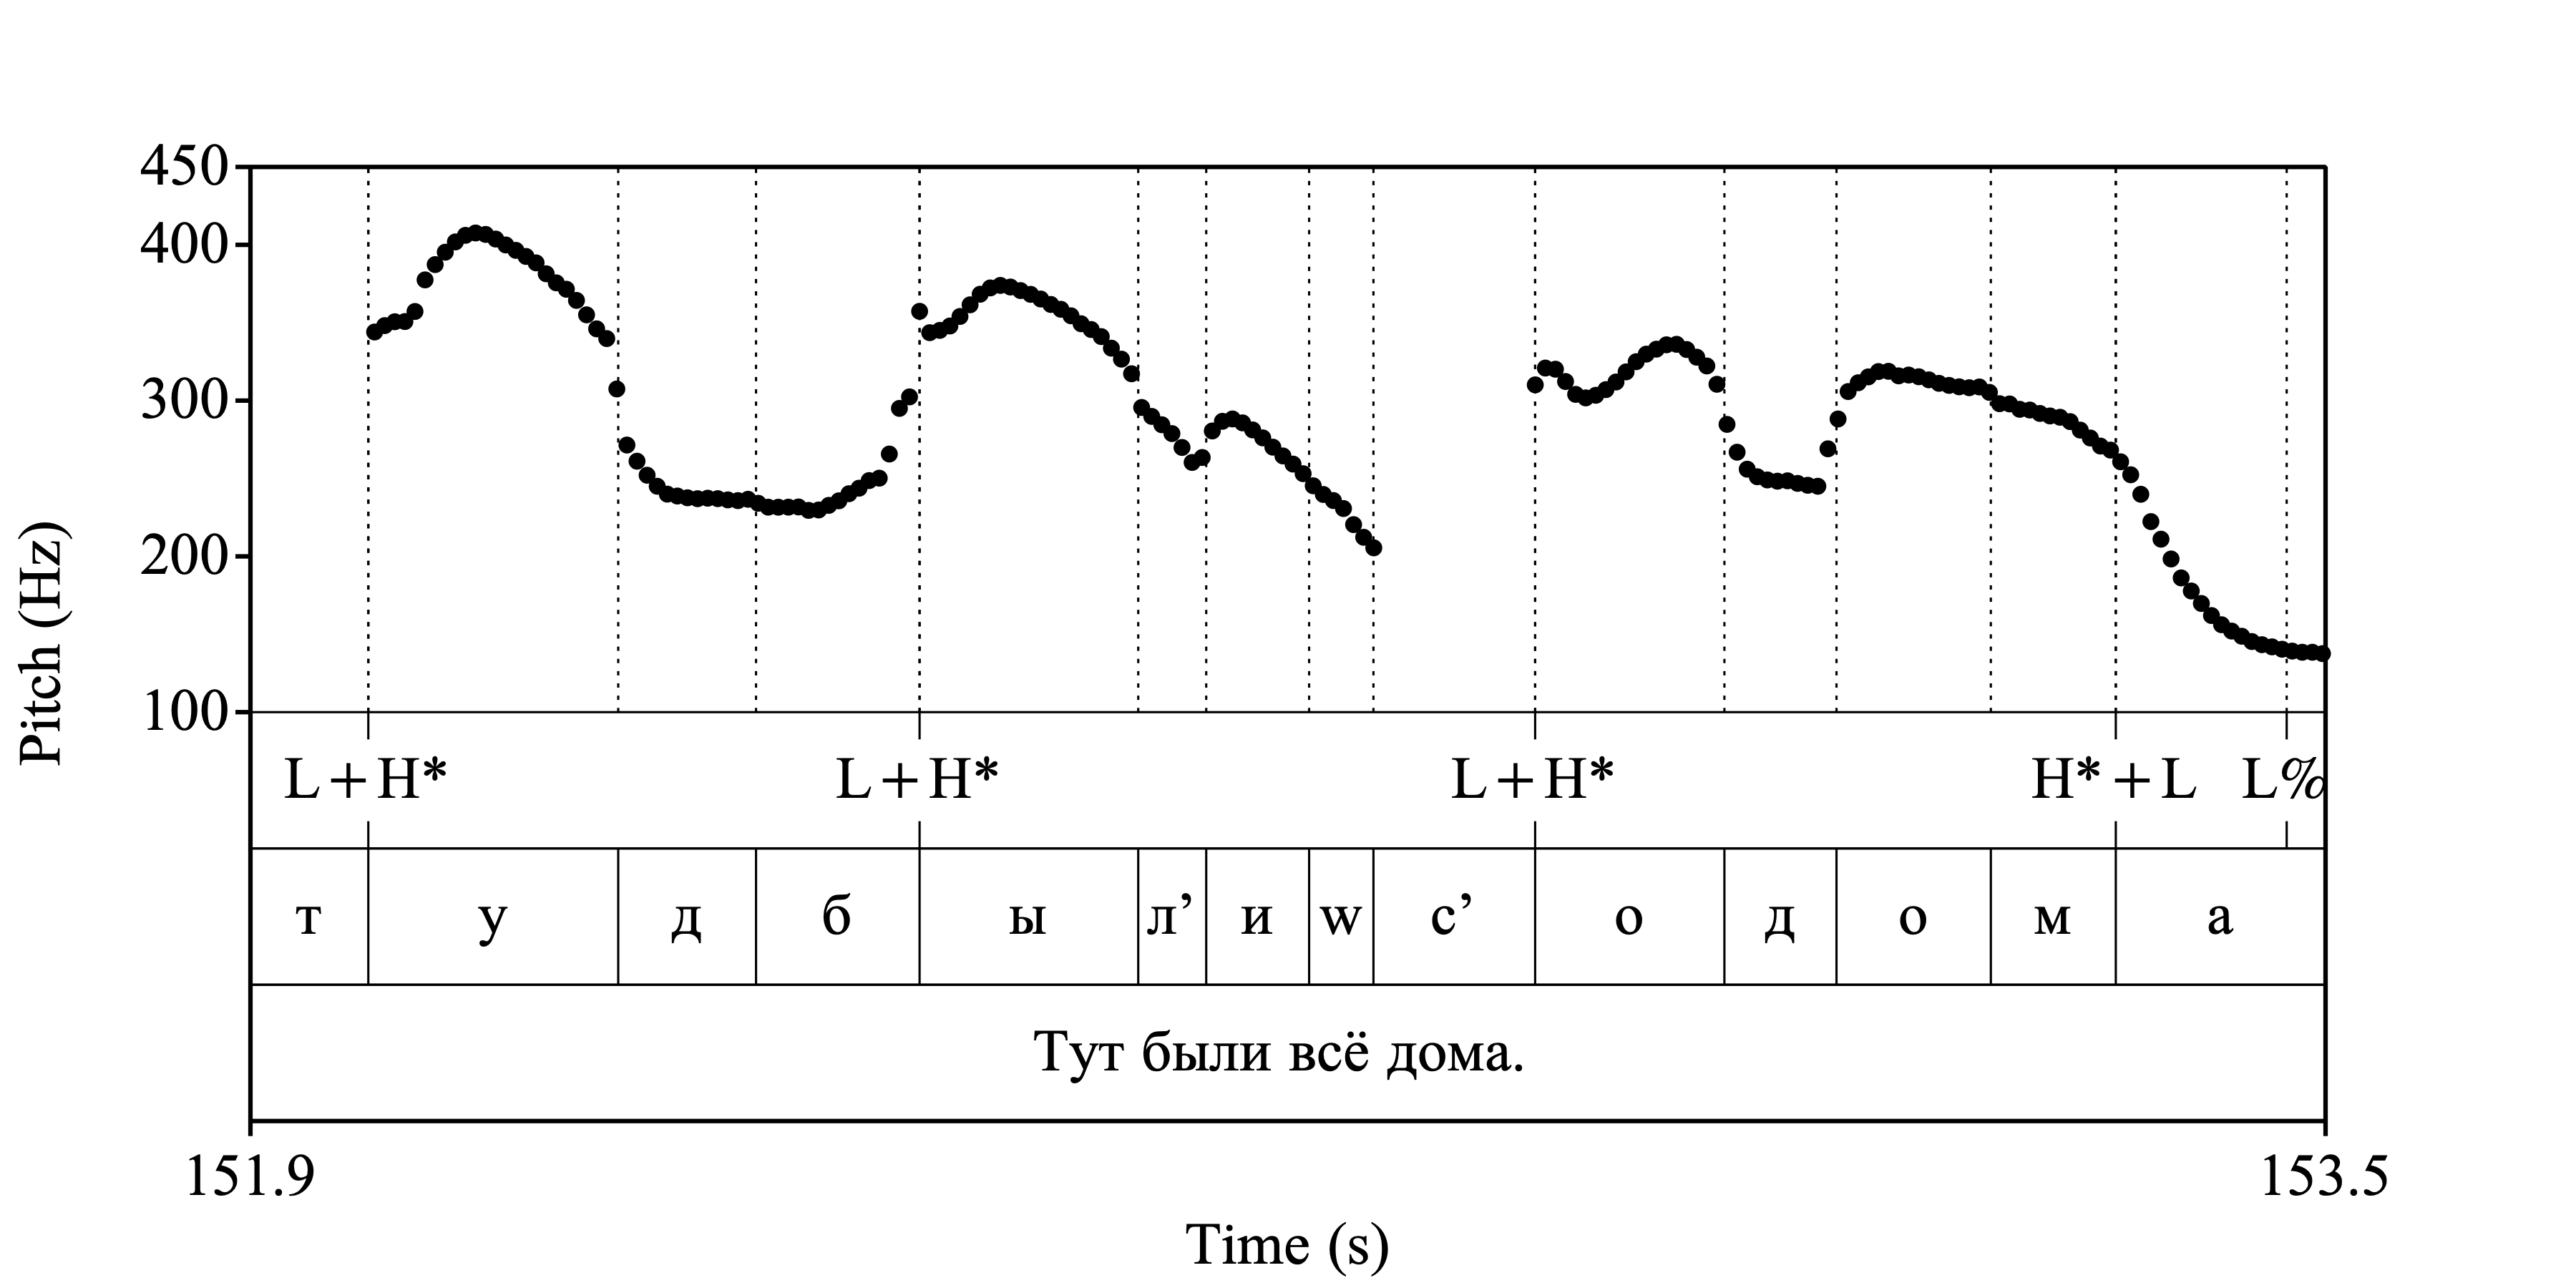 450
400
300
200
100
Pitch (Hz)
L+H* L+H* L+H* H*+L L%
т у д б ы л’ и w с’ о д о м а
Тут были всё дома.
151.9 153.5
Time (s)